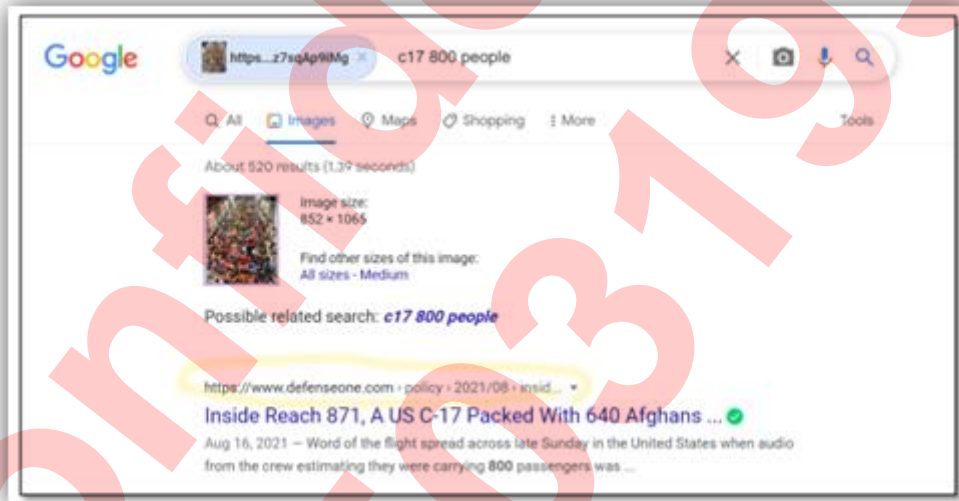 Google
https...z7sqAp9iMg × c17 800 people
All Images Maps Shopping More Tools
About 520 results (1.39 seconds)
Image size:
852 × 1065
Find other sizes of this image:
All sizes - Medium
Possible related search: c17 800 people
https://www.defenseone.com › policy › 2021/08 › insid...
Inside Reach 871, A US C-17 Packed With 640 Afghans ...
Aug 16, 2021 — Word of the flight spread across late Sunday in the United States when audio
from the crew estimating they were carrying 800 passengers was ...